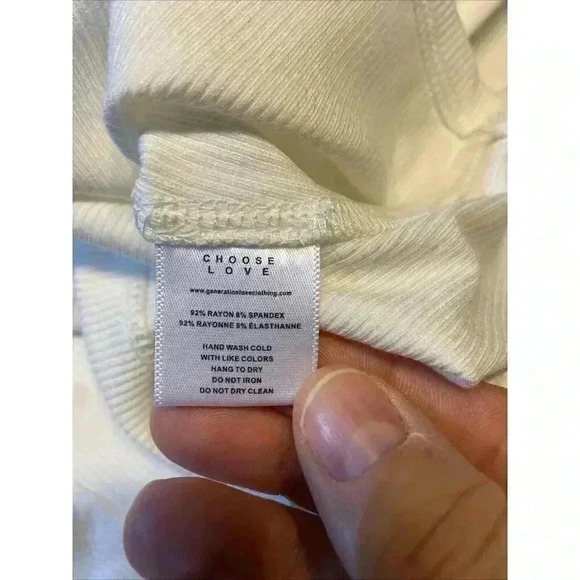 CHOOSE
LOVE
www.generationloveclothing.com
92% RAYON 8% SPANDEX
92% RAYONNE 8% ÉLASTHANNE
HAND WASH COLD
WITH LIKE COLORS
HANG TO DRY
DO NOT IRON
DO NOT DRY CLEAN